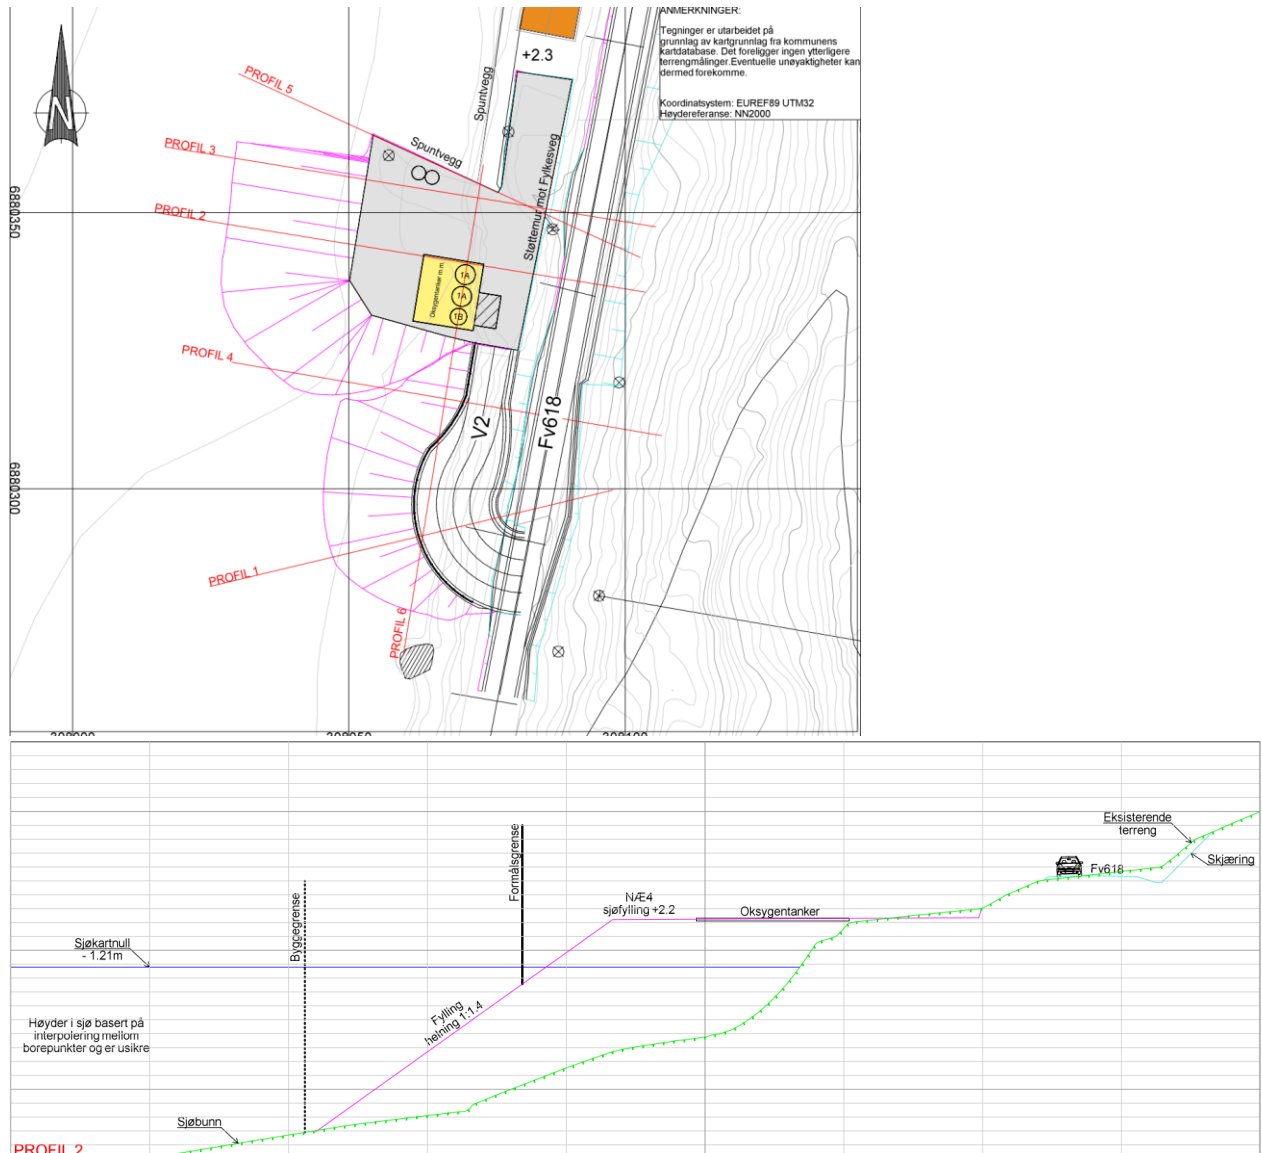 ANMERKNINGER:
Tegninger er utarbeidet på
grunnlag av kartgrunnlag fra kommunens
kartdatabase. Det foreligger ingen ytterligere
terrengmålinger.Eventuelle unøyaktigheter kan
dermed forekomme.
Koordinatsystem: EUREF89 UTM32
Høydereferanse: NN2000
+2.3
N
Spuntvegg
PROFIL 5
Spuntvegg
PROFIL 3
Støttemur mot Fylkesveg
PROFIL 2
6880350
Oksygentanker m.m.
1A
1A
1B
PROFIL 4
V2
Fv618
6880300
PROFIL 1
PROFIL 6
308000
308050
308100
Eksisterende
terreng
Skjæring
Fv618
Formålsgrense
Byggegrense
NÆ4
sjøfylling +2.2
Oksygentanker
Sjøkartnull
- 1.21m
Fylling
helning 1:1.4
Høyder i sjø basert på
interpolering mellom
borepunkter og er usikre
Sjøbunn
PROFIL 2